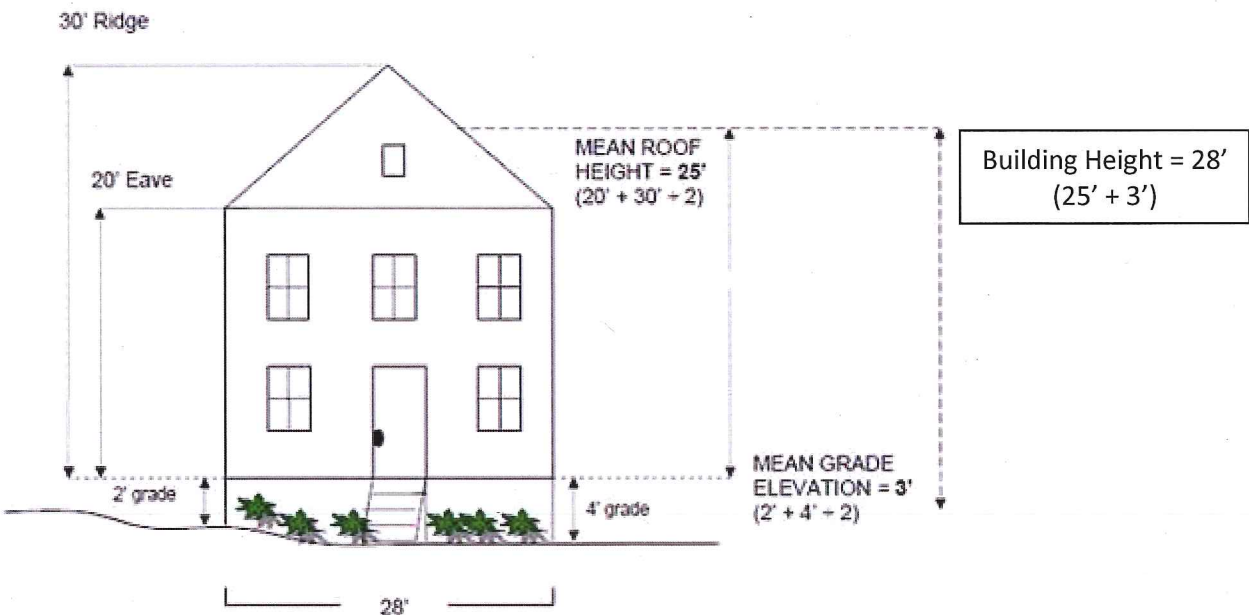 30' Ridge
20' Eave
MEAN ROOF
HEIGHT = 25'
(20' + 30' ÷ 2)
Building Height = 28'
(25' + 3')
2' grade
4' grade
MEAN GRADE
ELEVATION = 3'
(2' + 4' ÷ 2)
28'